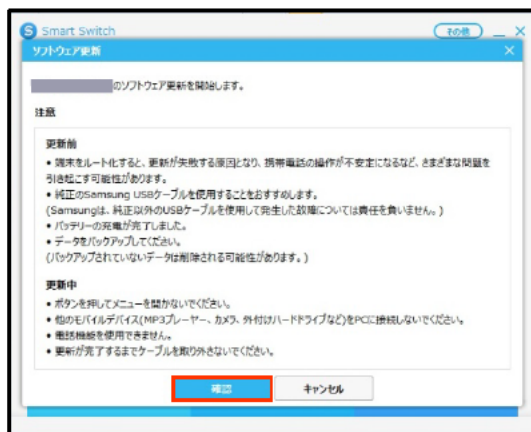 S Smart Switch その他
ソフトウェア更新
のソフトウェア更新を開始します。
注意
更新前
• 端末をルート化すると、更新が失敗する原因となり、携帯電話の操作が不安定になるなど、さまざまな問題を
引き起こす可能性があります。
• 純正のSamsung USBケーブルを使用することをおすすめします。
(Samsungは、純正以外のUSBケーブルを使用して発生した故障については責任を負いません。)
• バッテリーの充電が完了しました。
• データをバックアップしてください。
(バックアップされていないデータは削除される可能性があります。)
更新中
• ボタンを押してメニューを開かないでください。
• 他のモバイルデバイス(MP3プレーヤー、カメラ、外付けハードドライブなど)をPCに接続しないでください。
• 電話機能を使用できません。
• 更新が完了するまでケーブルを取り外さないでください。
確認 キャンセル